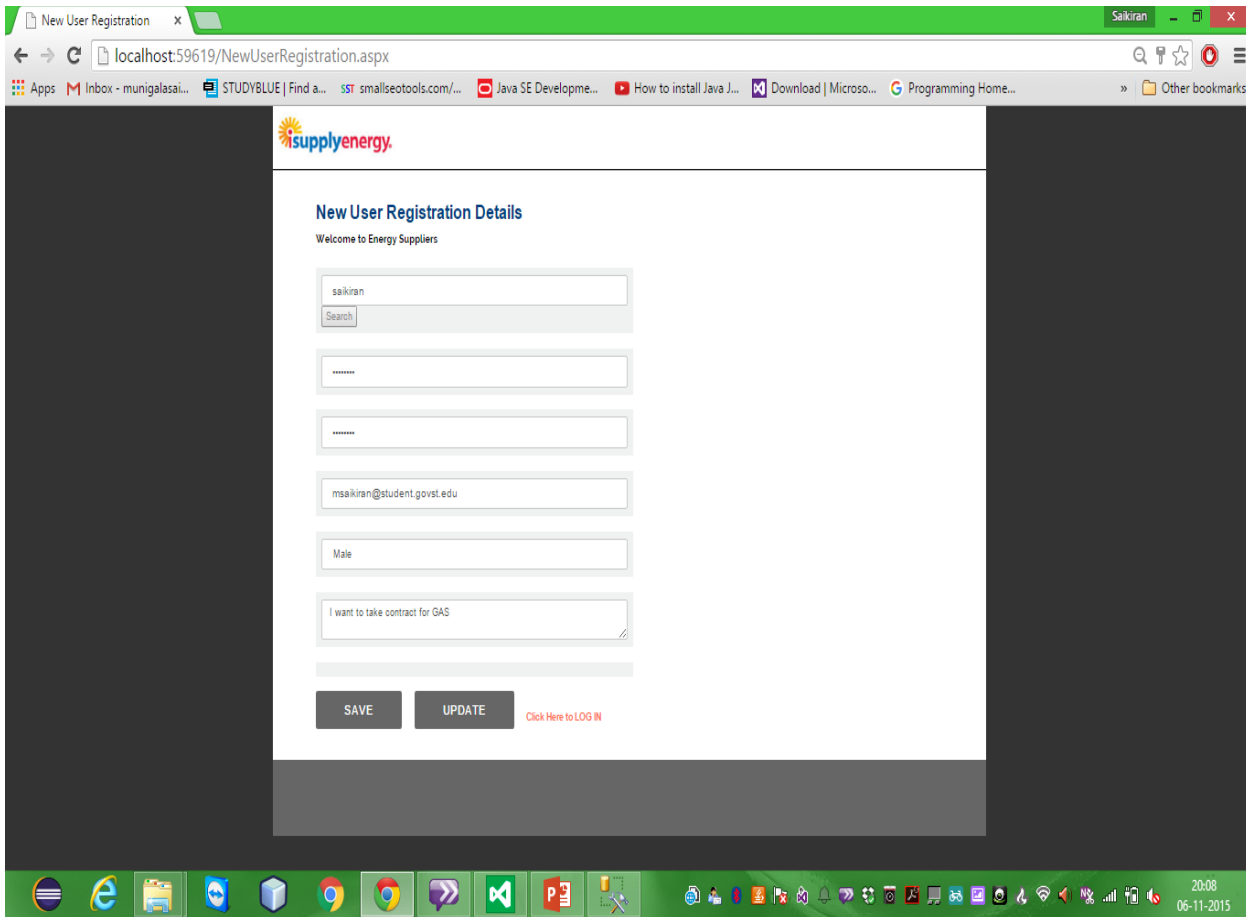 New User Registration x
Saikiran
localhost:59619/NewUserRegistration.aspx
Apps Inbox - munigalasai... STUDYBLUE | Find a... SST smallseotools.com/... Java SE Developme... How to install Java J... Download | Microso... Programming Home... » Other bookmarks
isupplyenergy.
New User Registration Details
Welcome to Energy Suppliers
saikiran
Search
••••••••
••••••••
msaikiran@student.govst.edu
Male
I want to take contract for GAS
SAVE UPDATE Click Here to LOG IN
20:08
06-11-2015